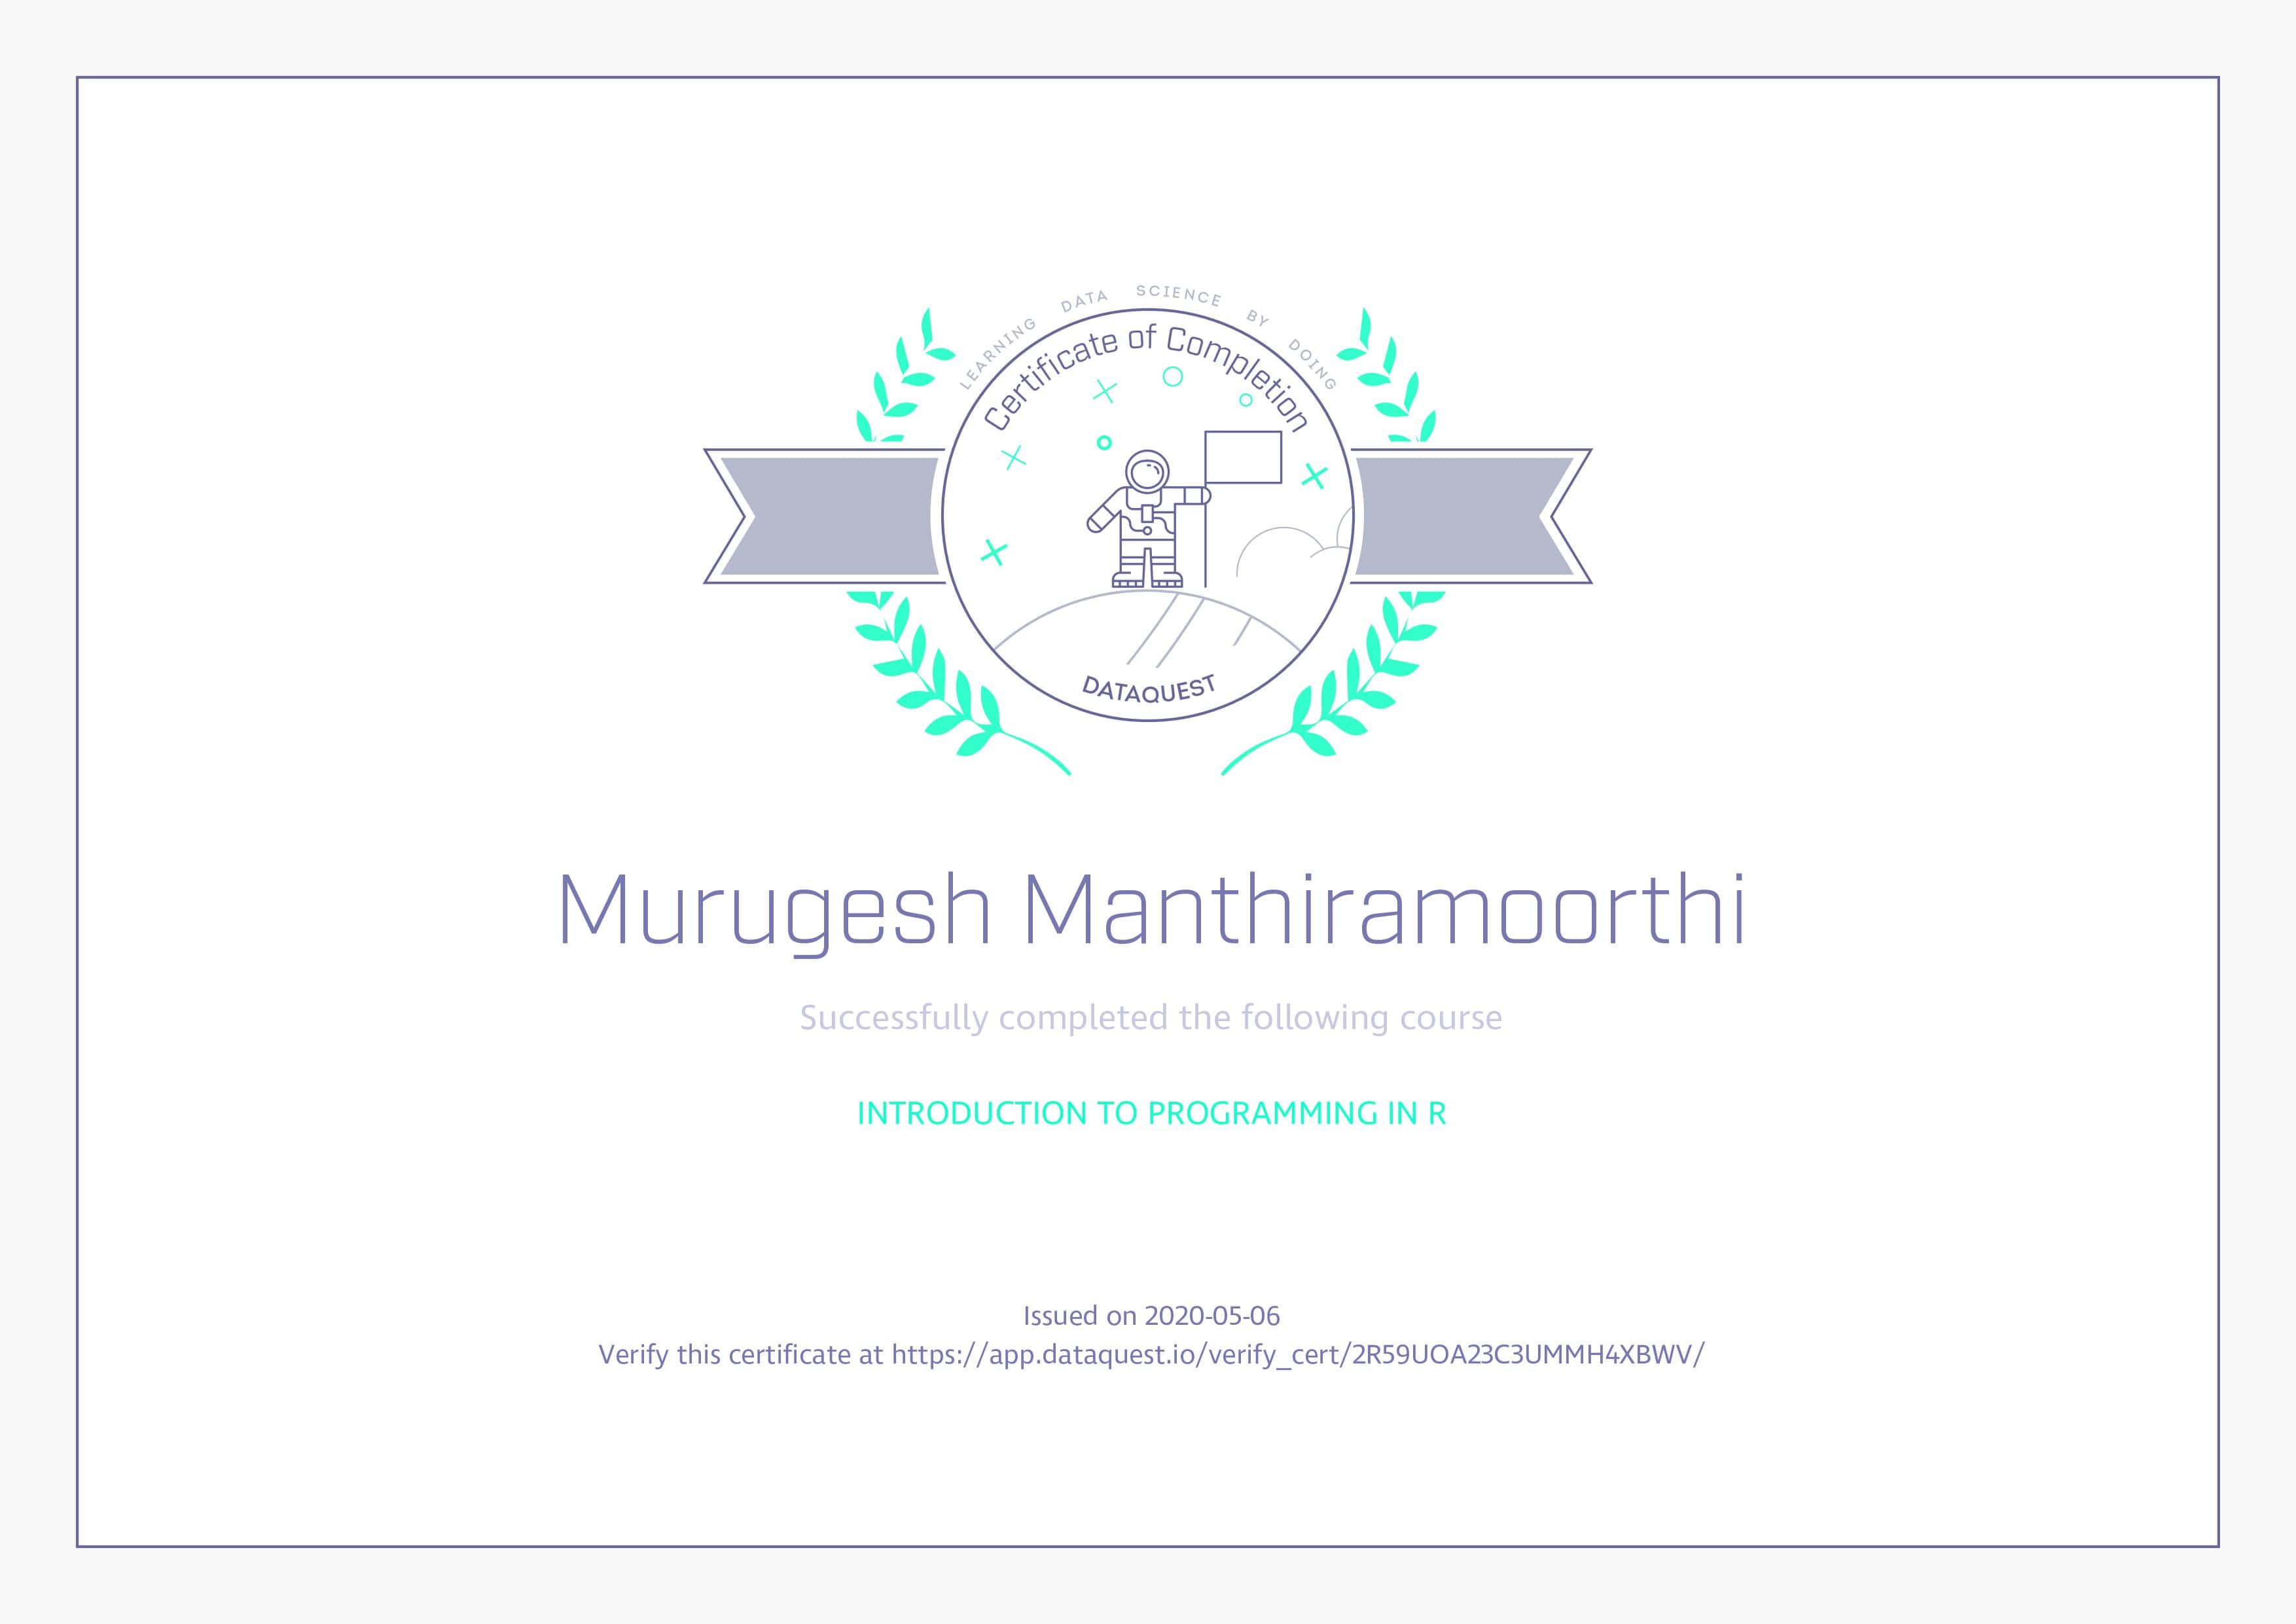 LEARNING DATA SCIENCE BY DOING
Certificate of Completion
DATAQUEST
Murugesh Manthiramoorthi
Successfully completed the following course
INTRODUCTION TO PROGRAMMING IN R
Issued on 2020-05-06
Verify this certificate at https://app.dataquest.io/verify_cert/2R59UOA23C3UMMH4XBWV/